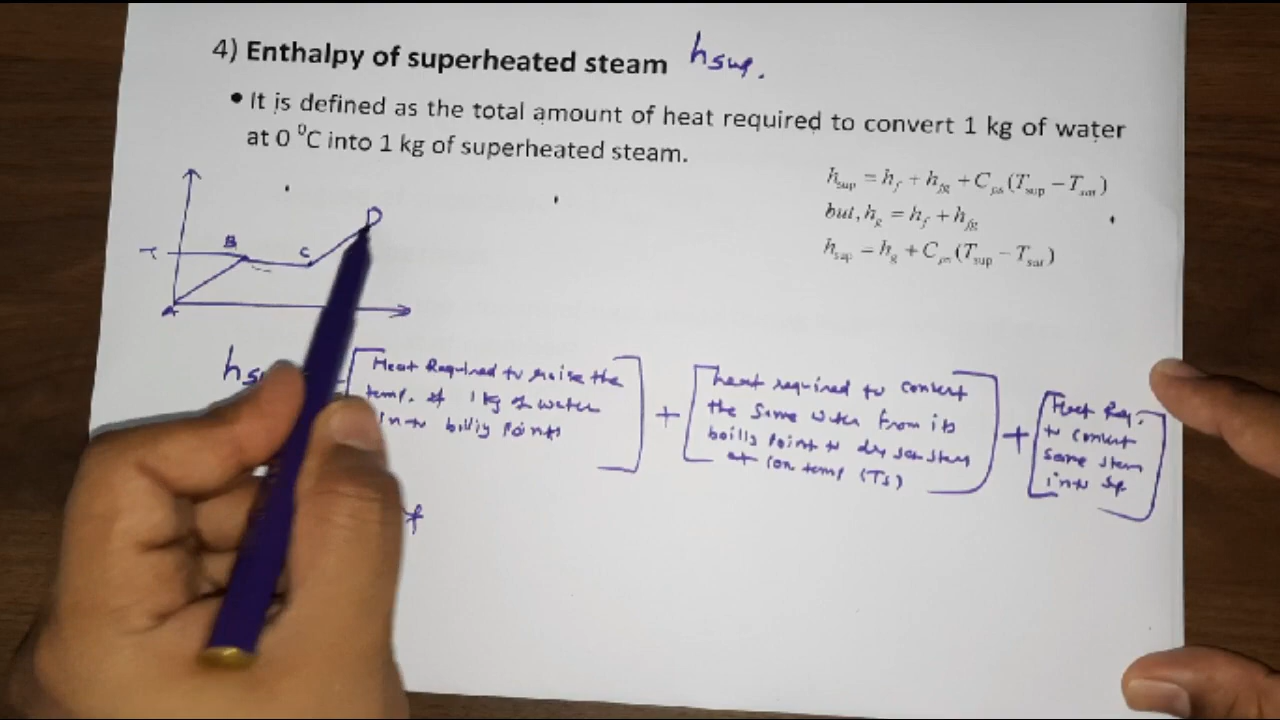 4) Enthalpy of superheated steam hsup.
• It is defined as the total amount of heat required to convert 1 kg of water
at 0 ⁰C into 1 kg of superheated steam.
h_sup = h_f + h_fg + C_ps (T_sup − T_sat)
but, h_g = h_f + h_fg
h_sup = h_g + C_ps (T_sup − T_sat)
D
B
C
A
Heat Required to raise the
temp. of 1 kg of water
into points
+
heat required to convert
the same water from its
point to dry sat steam
at con temp (Ts)
+
Heat Req.
to convert
same steam
into sup
f